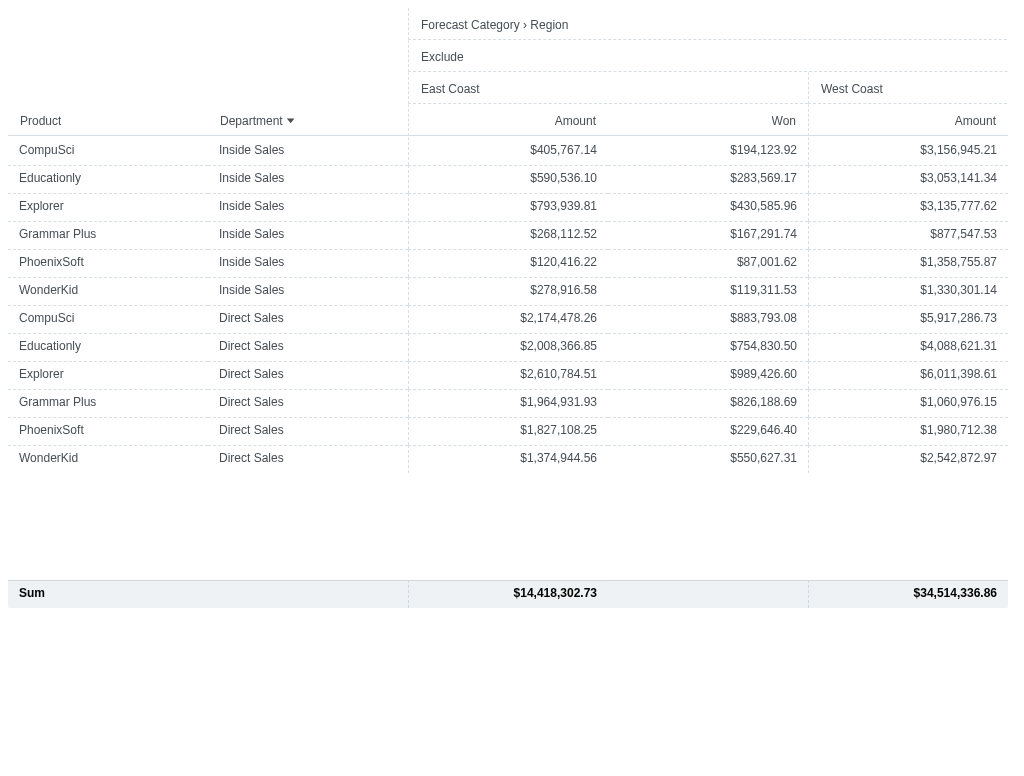 Forecast Category › Region
Exclude
East Coast West Coast
Product Department Amount Won Amount
CompuSci Inside Sales $405,767.14 $194,123.92 $3,156,945.21
Educationly Inside Sales $590,536.10 $283,569.17 $3,053,141.34
Explorer Inside Sales $793,939.81 $430,585.96 $3,135,777.62
Grammar Plus Inside Sales $268,112.52 $167,291.74 $877,547.53
PhoenixSoft Inside Sales $120,416.22 $87,001.62 $1,358,755.87
WonderKid Inside Sales $278,916.58 $119,311.53 $1,330,301.14
CompuSci Direct Sales $2,174,478.26 $883,793.08 $5,917,286.73
Educationly Direct Sales $2,008,366.85 $754,830.50 $4,088,621.31
Explorer Direct Sales $2,610,784.51 $989,426.60 $6,011,398.61
Grammar Plus Direct Sales $1,964,931.93 $826,188.69 $1,060,976.15
PhoenixSoft Direct Sales $1,827,108.25 $229,646.40 $1,980,712.38
WonderKid Direct Sales $1,374,944.56 $550,627.31 $2,542,872.97
Sum $14,418,302.73 $34,514,336.86